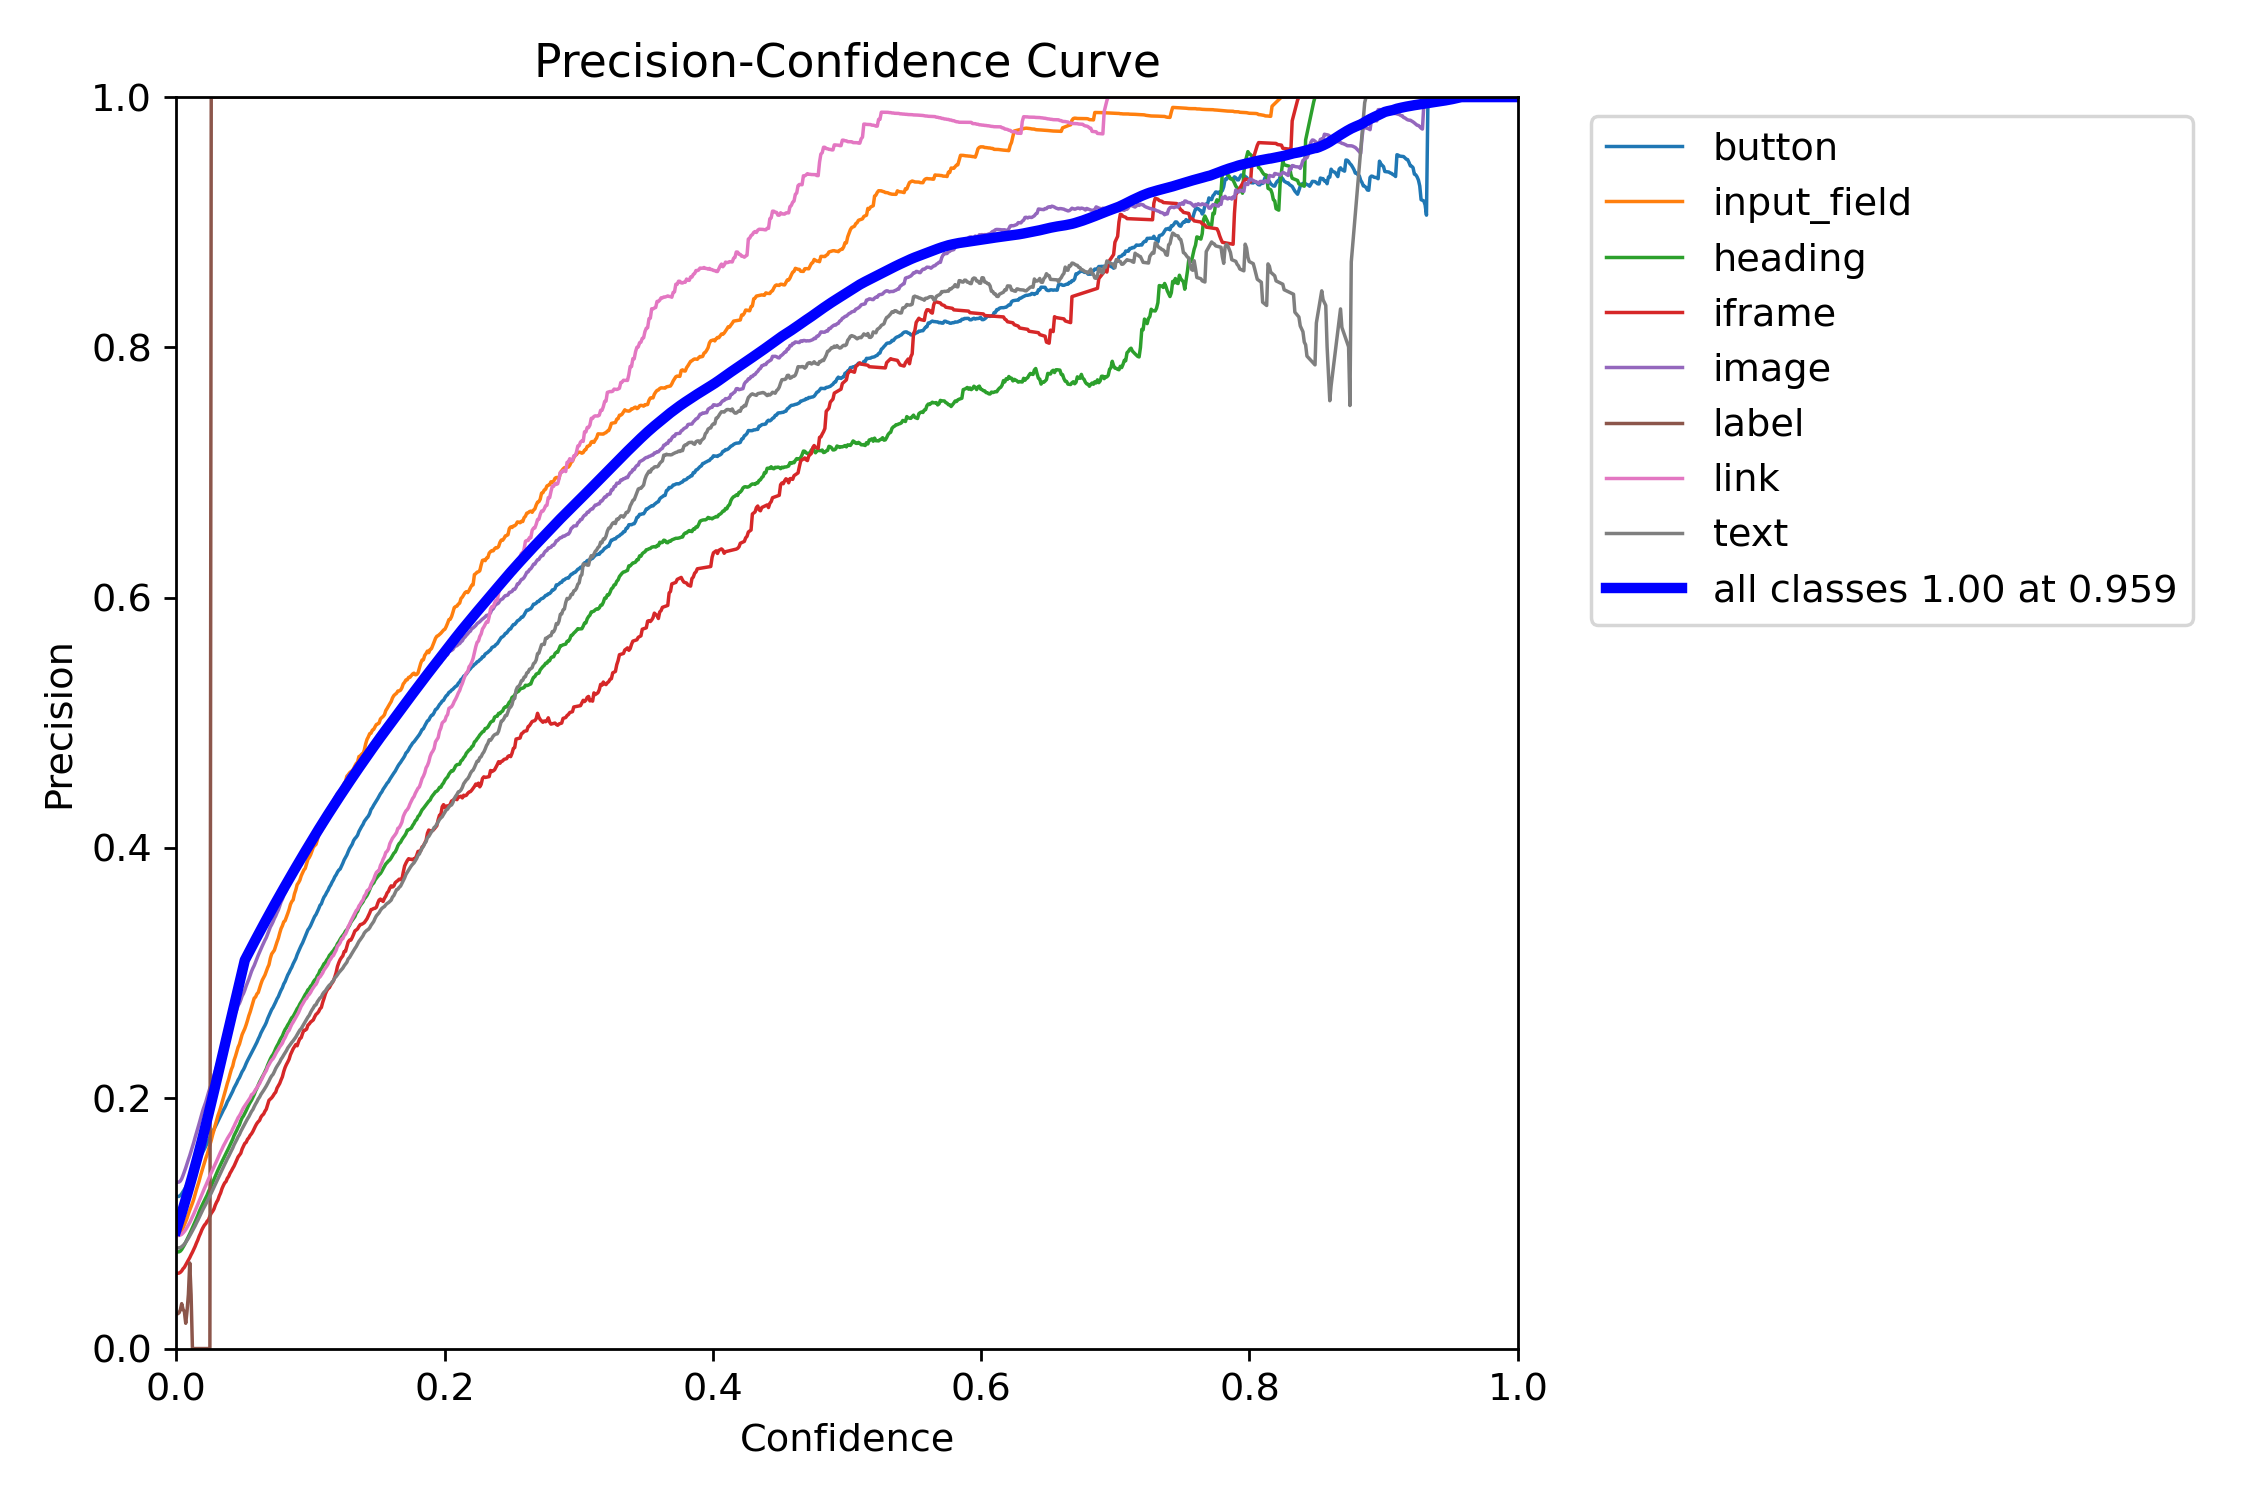 Precision-Confidence Curve
1.0
0.8
0.6
0.4
0.2
0.0
Precision
0.0 0.2 0.4 0.6 0.8 1.0
Confidence
button
input_field
heading
iframe
image
label
link
text
all classes 1.00 at 0.959